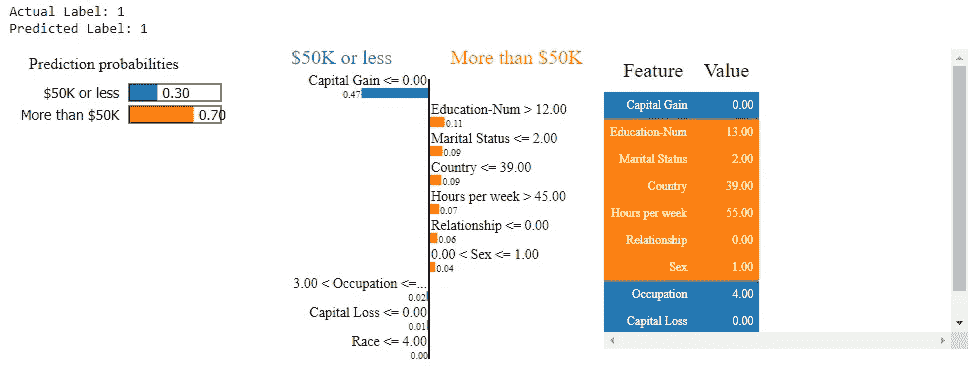 Actual Label: 1
Predicted Label: 1
Prediction probabilities
$50K or less 0.30
More than $50K 0.70
$50K or less More than $50K
Capital Gain <= 0.00
0.47
Education-Num > 12.00
0.11
Marital Status <= 2.00
0.09
Country <= 39.00
0.09
Hours per week > 45.00
0.07
Relationship <= 0.00
0.06
0.00 < Sex <= 1.00
0.04
3.00 < Occupation <=...
0.02
Capital Loss <= 0.00
0.01
Race <= 4.00
0.00
Feature Value
Capital Gain 0.00
Education-Num 13.00
Marital Status 2.00
Country 39.00
Hours per week 55.00
Relationship 0.00
Sex 1.00
Occupation 4.00
Capital Loss 0.00